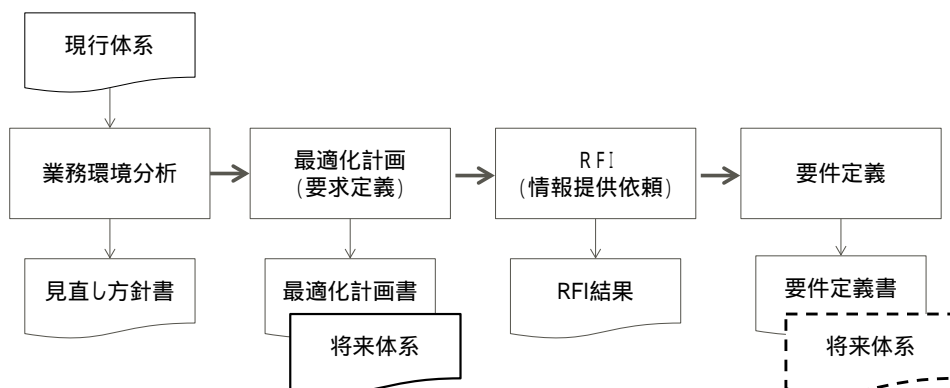 現行体系
業務環境分析
最適化計画
(要求定義)
RFI
(情報提供依頼)
要件定義
見直し方針書
最適化計画書
将来体系
RFI結果
要件定義書
将来体系